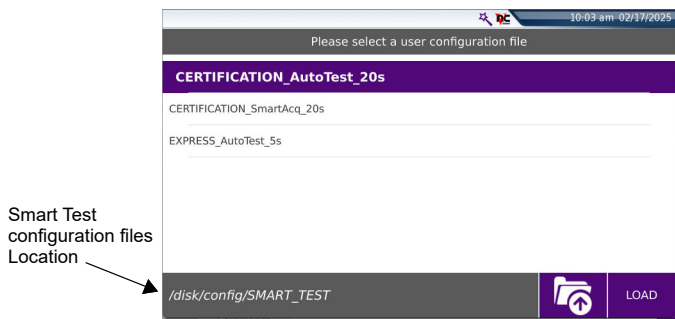 10:03 am 02/17/2025
Please select a user configuration file
CERTIFICATION_AutoTest_20s
CERTIFICATION_SmartAcq_20s
EXPRESS_AutoTest_5s
Smart Test
configuration files
Location
/disk/config/SMART_TEST
LOAD